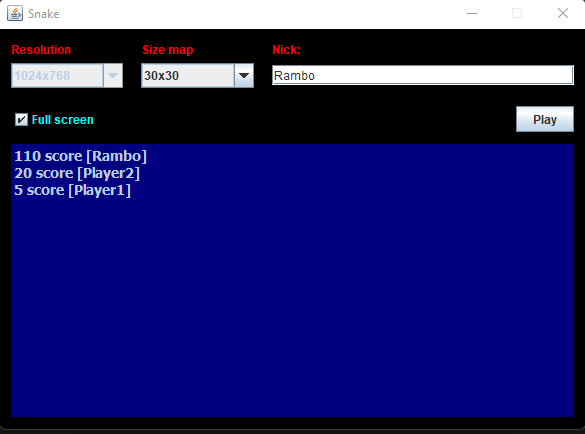 Snake
Resolution
Size map
Nick:
1024x768
30x30
Rambo
Full screen
Play
110 score [Rambo]
20 score [Player2]
5 score [Player1]